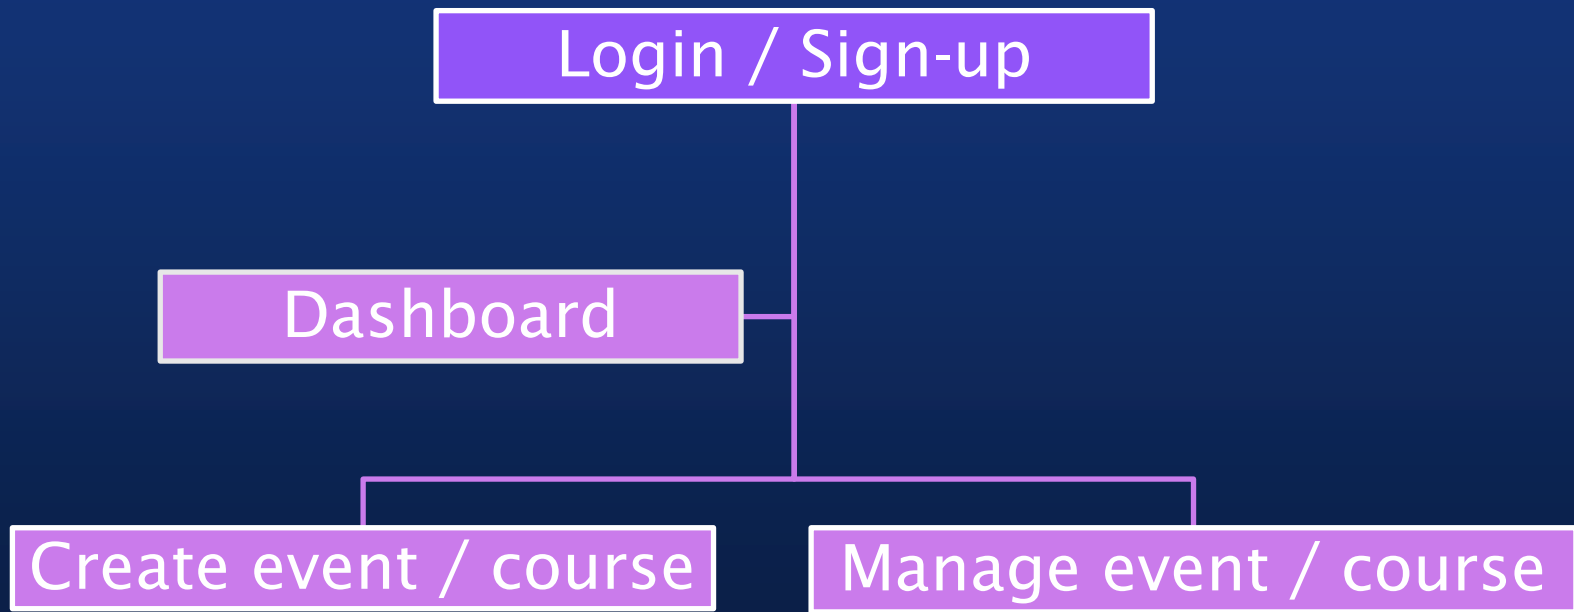 Login / Sign-up
Dashboard
Create event / course
Manage event / course